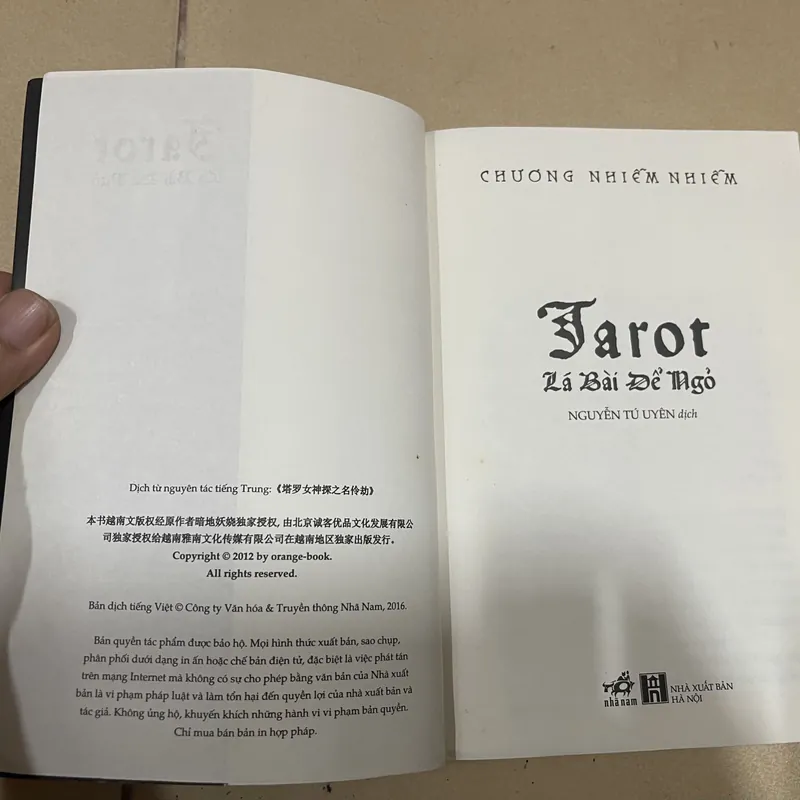 Dịch từ nguyên tác tiếng Trung:《塔罗女神探之名伶劫》
本书越南文版权经原作者暗地妖娆独家授权, 由北京诚客优品文化发展有限公
司独家授权给越南雅南文化传媒有限公司在越南地区独家出版发行。
Copyright © 2012 by orange-book.
All rights reserved.
Bản dịch tiếng Việt © Công ty Văn hóa & Truyền thông Nhã Nam, 2016.
Bản quyền tác phẩm được bảo hộ. Mọi hình thức xuất bản, sao chụp,
phân phối dưới dạng in ấn hoặc chế bản điện tử, đặc biệt là việc phát tán
trên mạng Internet mà không có sự cho phép bằng văn bản của Nhà xuất
bản là vi phạm pháp luật và làm tổn hại đến quyền lợi của nhà xuất bản và
tác giả. Không ủng hộ, khuyến khích những hành vi vi phạm bản quyền.
Chỉ mua bán bản in hợp pháp.
CHƯƠNG NHIẾM NHIẾM
Tarot
Lá Bài Để Ngỏ
NGUYỄN TÚ UYÊN dịch
nhã nam
NHÀ XUẤT BẢN
HÀ NỘI